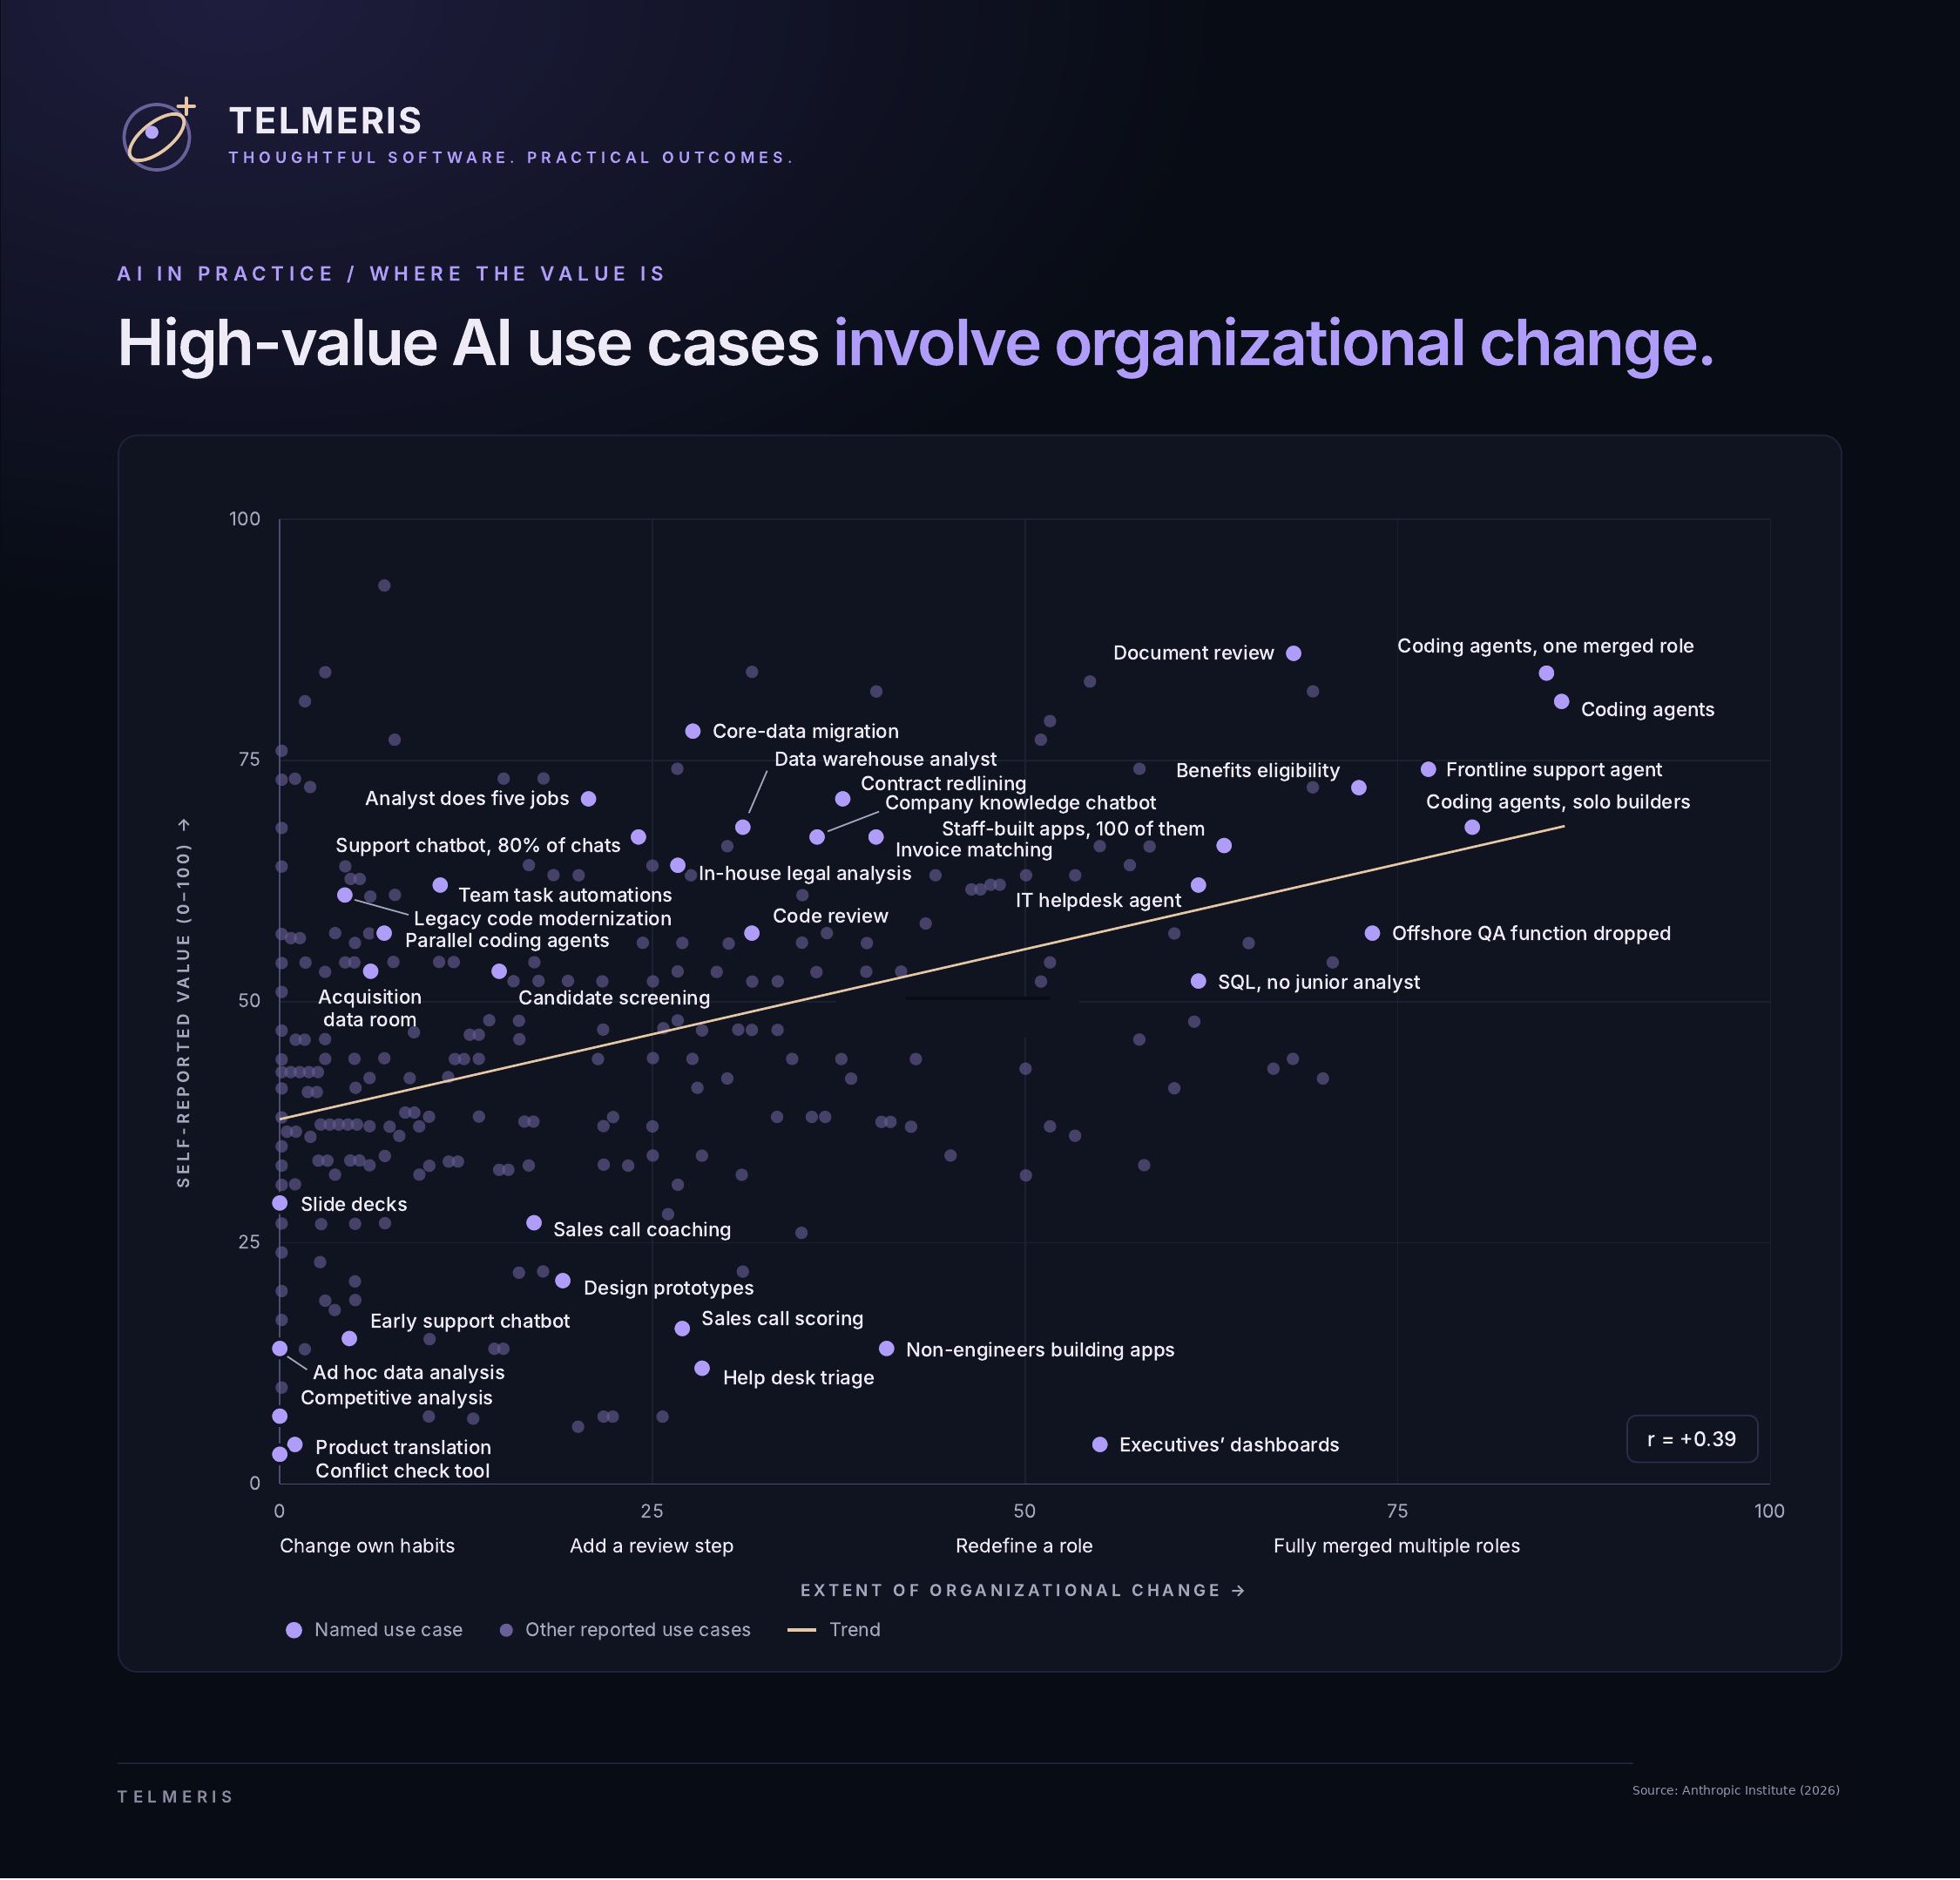 TELMERIS
THOUGHTFUL SOFTWARE. PRACTICAL OUTCOMES.
AI IN PRACTICE / WHERE THE VALUE IS
High-value AI use cases involve organizational change.
SELF-REPORTED VALUE (0–100) →
100
75
50
25
0
Document review
Coding agents, one merged role
Coding agents
Core-data migration
Data warehouse analyst
Benefits eligibility
Frontline support agent
Contract redlining
Analyst does five jobs
Company knowledge chatbot
Coding agents, solo builders
Staff-built apps, 100 of them
Support chatbot, 80% of chats
Invoice matching
In-house legal analysis
Team task automations
IT helpdesk agent
Legacy code modernization
Code review
Parallel coding agents
Offshore QA function dropped
SQL, no junior analyst
Acquisition
data room
Candidate screening
Slide decks
Sales call coaching
Design prototypes
Early support chatbot
Sales call scoring
Non-engineers building apps
Ad hoc data analysis
Help desk triage
Competitive analysis
Product translation
Executives’ dashboards
Conflict check tool
r = +0.39
0
25
50
75
100
Change own habits
Add a review step
Redefine a role
Fully merged multiple roles
EXTENT OF ORGANIZATIONAL CHANGE →
Named use case
Other reported use cases
Trend
TELMERIS
Source: Anthropic Institute (2026)